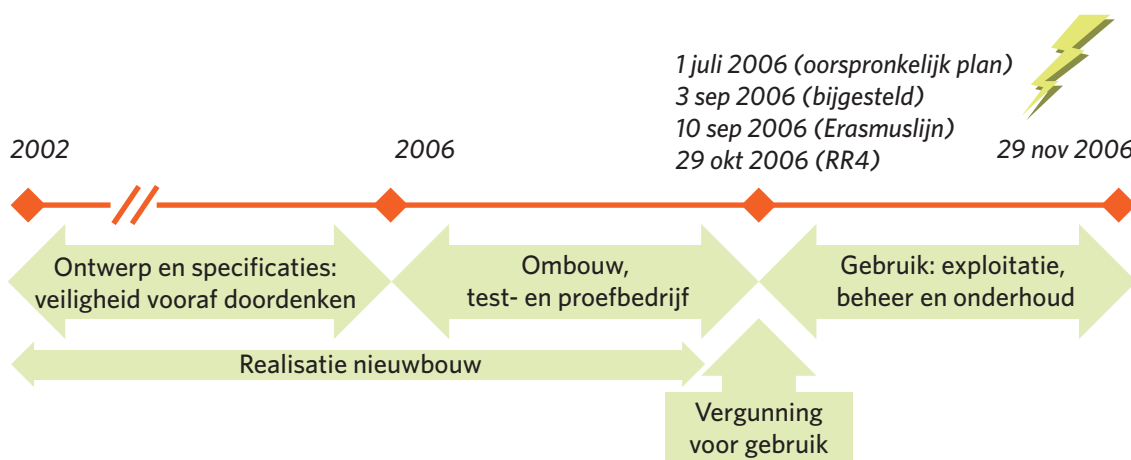 1 juli 2006 (oorspronkelijk plan)
3 sep 2006 (bijgesteld)
10 sep 2006 (Erasmuslijn)
29 okt 2006 (RR4)
2002
2006
29 nov 2006
Ontwerp en specificaties:
veiligheid vooraf doordenken
Ombouw,
test- en proefbedrijf
Gebruik: exploitatie,
beheer en onderhoud
Realisatie nieuwbouw
Vergunning
voor gebruik